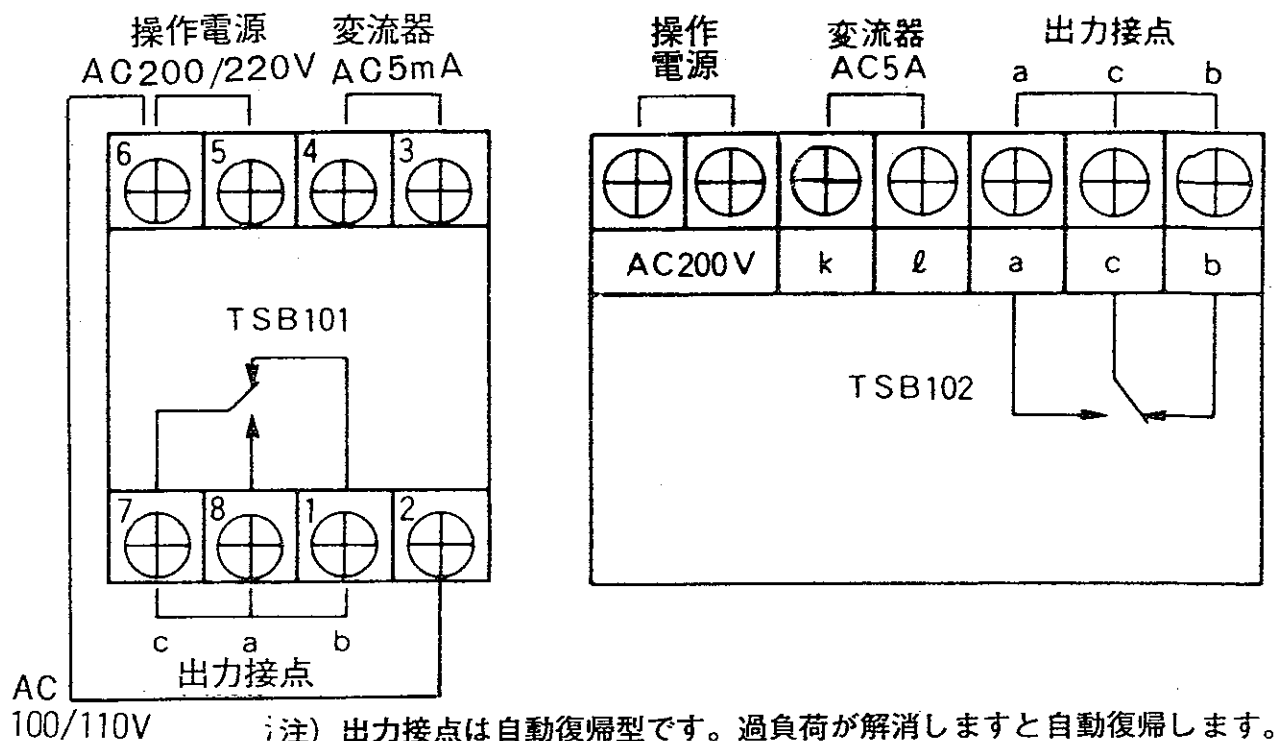 操作電源
AC200/220V
変流器
AC5mA
6
5
4
3
TSB101
7
8
1
2
c
a
b
出力接点
AC
100/110V
操作
電源
変流器
AC5A
出力接点
a
c
b
AC200V
k
ℓ
a
c
b
TSB102
注) 出力接点は自動復帰型です。過負荷が解消しますと自動復帰します。